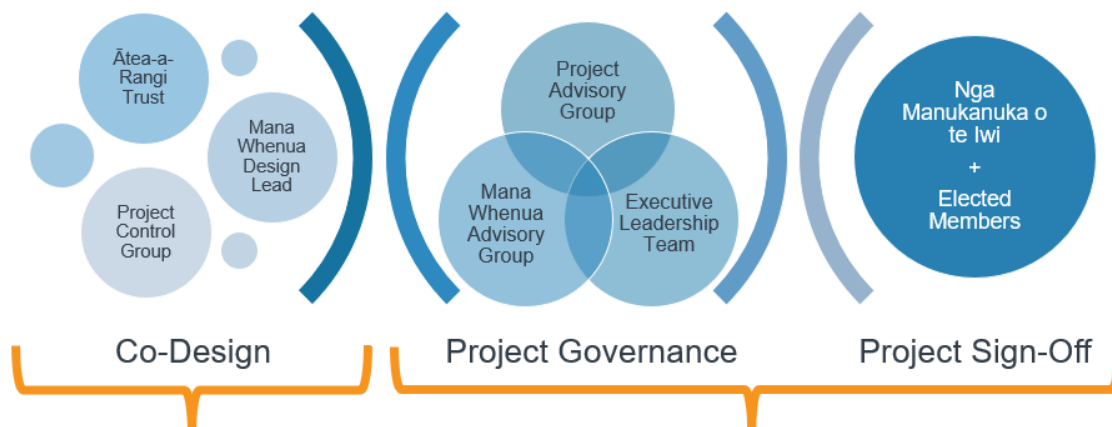 Ātea-a-
Rangi
Trust
Mana
Whenua
Design
Lead
Project
Control
Group
Co-Design
Project
Advisory
Group
Mana
Whenua
Advisory
Group
Executive
Leadership
Team
Project Governance
Nga
Manukanuka o
te Iwi
+
Elected
Members
Project Sign-Off